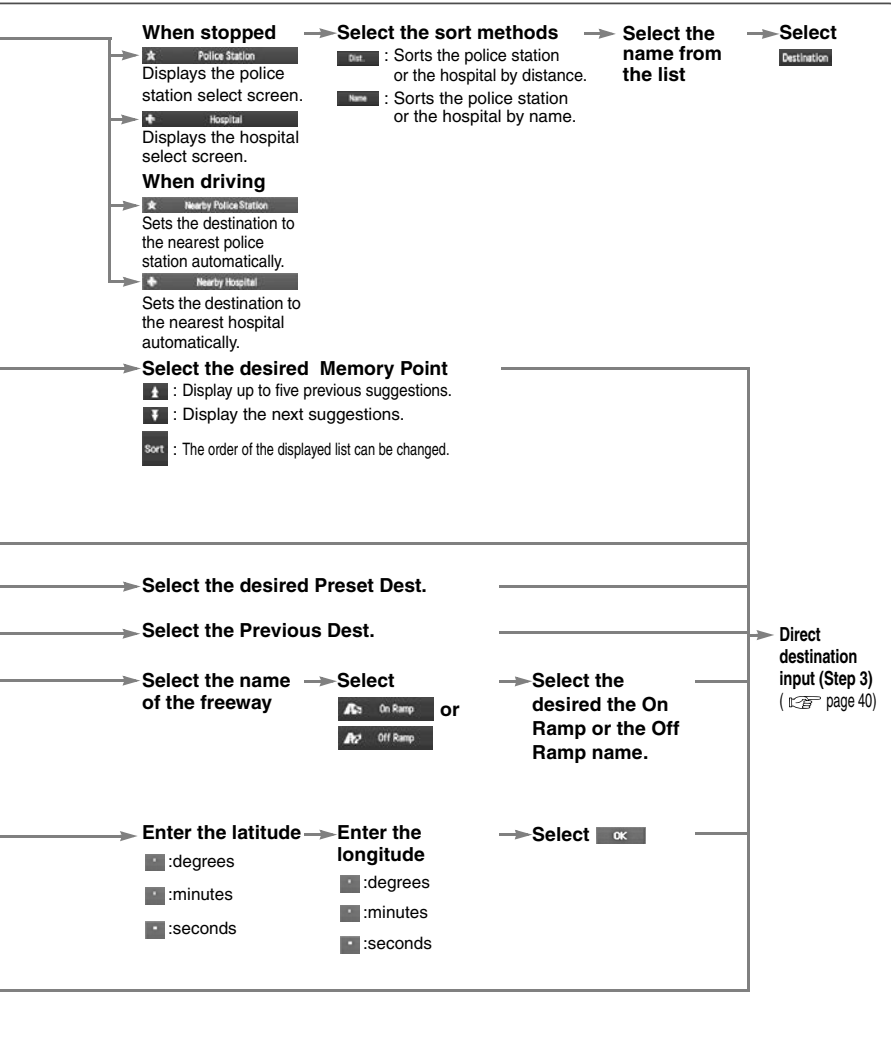 When stopped
Police Station
Displays the police
station select screen.
Hospital
Displays the hospital
select screen.
When driving
Nearby Police Station
Sets the destination to
the nearest police
station automatically.
Nearby Hospital
Sets the destination to
the nearest hospital
automatically.
Select the sort methods
Dist. : Sorts the police station
or the hospital by distance.
Name : Sorts the police station
or the hospital by name.
Select the
name from
the list
Select
Destination
Select the desired Memory Point
: Display up to five previous suggestions.
: Display the next suggestions.
Sort : The order of the displayed list can be changed.
Select the desired Preset Dest.
Select the Previous Dest.
Select the name
of the freeway
Select
On Ramp or
Off Ramp
Select the
desired the On
Ramp or the Off
Ramp name.
Enter the latitude
° :degrees
' :minutes
" :seconds
Enter the
longitude
° :degrees
' :minutes
" :seconds
Select OK
Direct
destination
input (Step 3)
( page 40)